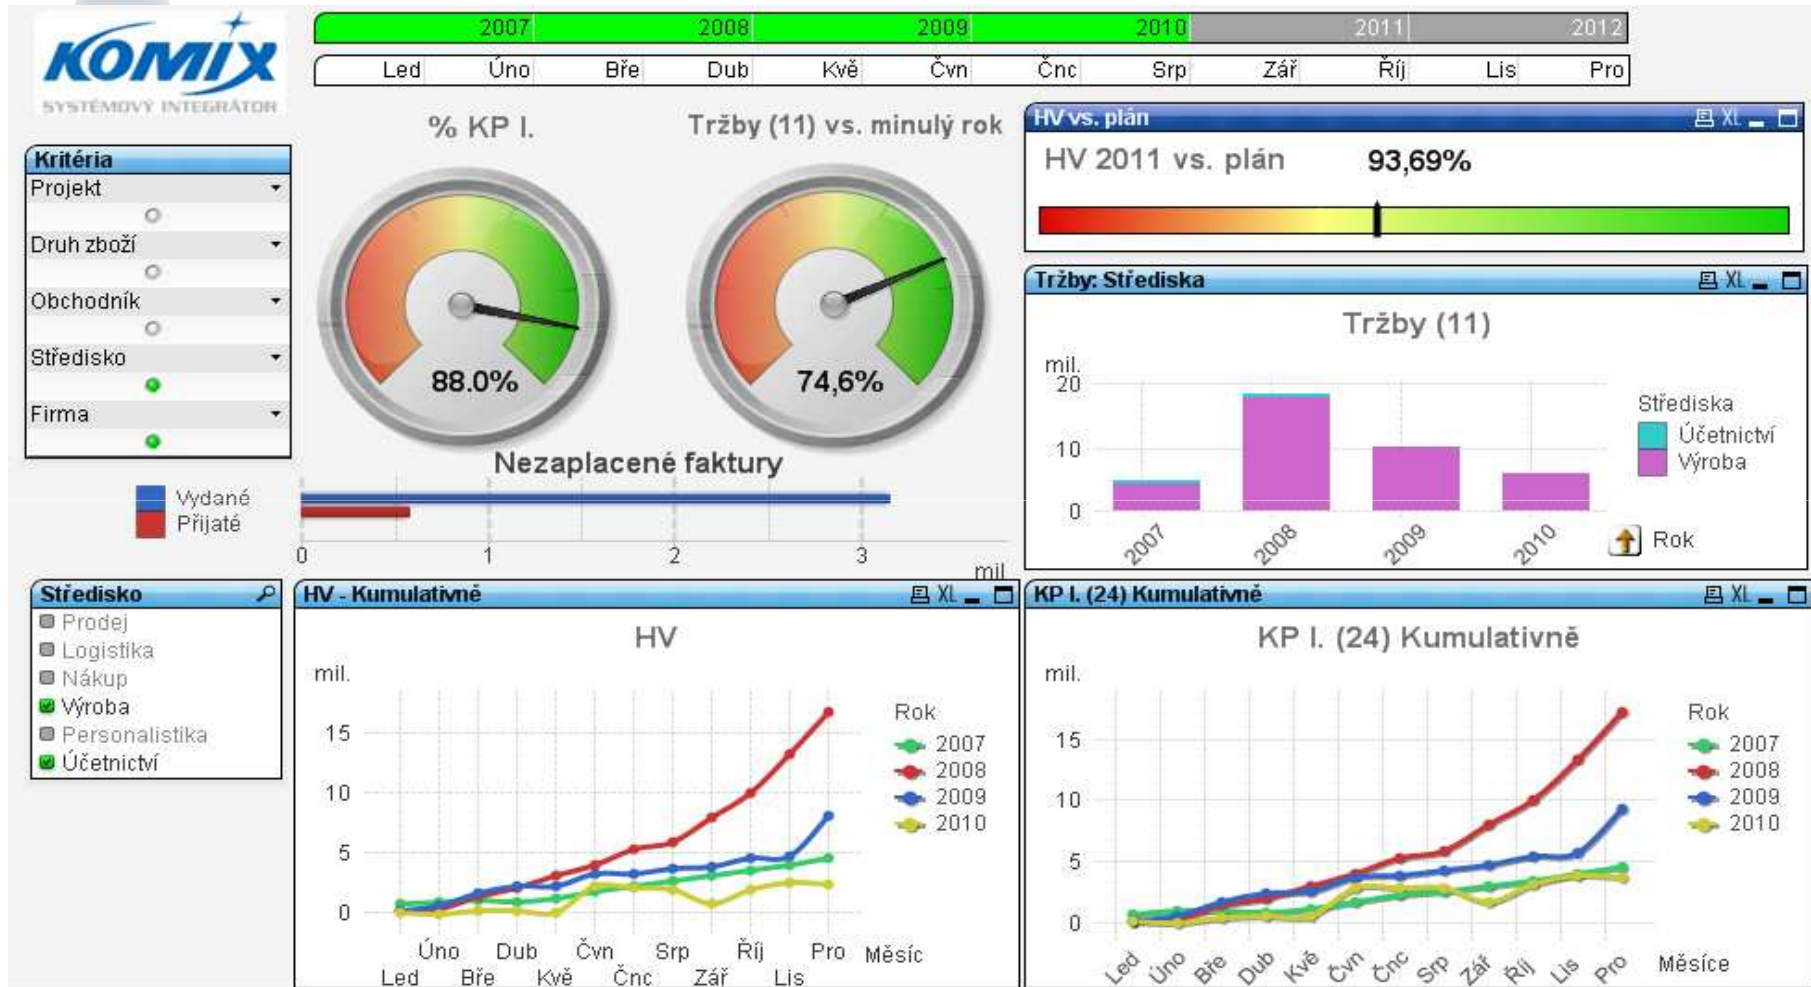 KOMIX
SYSTÉMOVÝ INTEGRÁTOR
2007 2008 2009 2010 2011 2012
Led Úno Bře Dub Kvě Čvn Čnc Srp Zář Říj Lis Pro
Kritéria
Projekt
Druh zboží
Obchodník
Středisko
Firma
% KP I.
88.0%
Tržby (11) vs. minulý rok
74,6%
HV vs. plán XL
HV 2011 vs. plán 93,69%
Tržby: Střediska XL
Tržby (11)
mil.
20
10
0
2007 2008 2009 2010
Rok
Střediska
Účetnictví
Výroba
Nezaplacené faktury
Vydané
Přijaté
0 1 2 3
mil
Středisko
Prodej
Logistika
Nákup
Výroba
Personalistika
Účetnictví
HV - Kumulativně XL
HV
mil.
15
10
5
0
Úno Dub Čvn Srp Říj Pro
Led Bře Kvě Čnc Zář Lis
Měsíc
Rok
2007
2008
2009
2010
KP I. (24) Kumulativně XL
KP I. (24) Kumulativně
mil.
15
10
5
0
Led Úno Bře Dub Kvě Čvn Čnc Srp Zář Říj Lis Pro
Měsíce
Rok
2007
2008
2009
2010